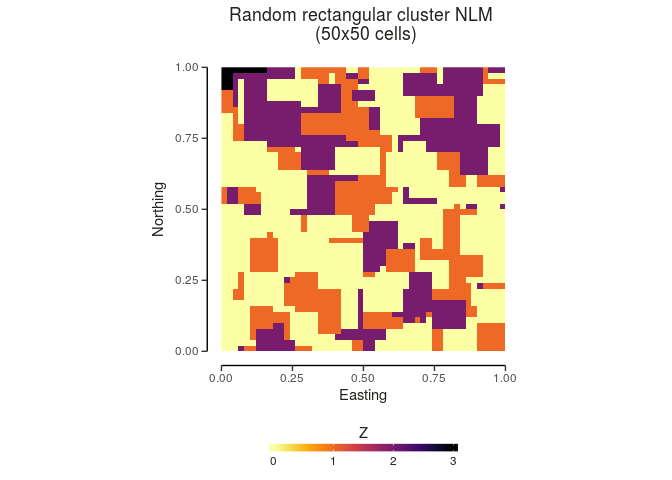 Random rectangular cluster NLM
(50x50 cells)
1.00
0.75
0.50
0.25
0.00
Northing
0.00 0.25 0.50 0.75 1.00
Easting
Z
0 1 2 3